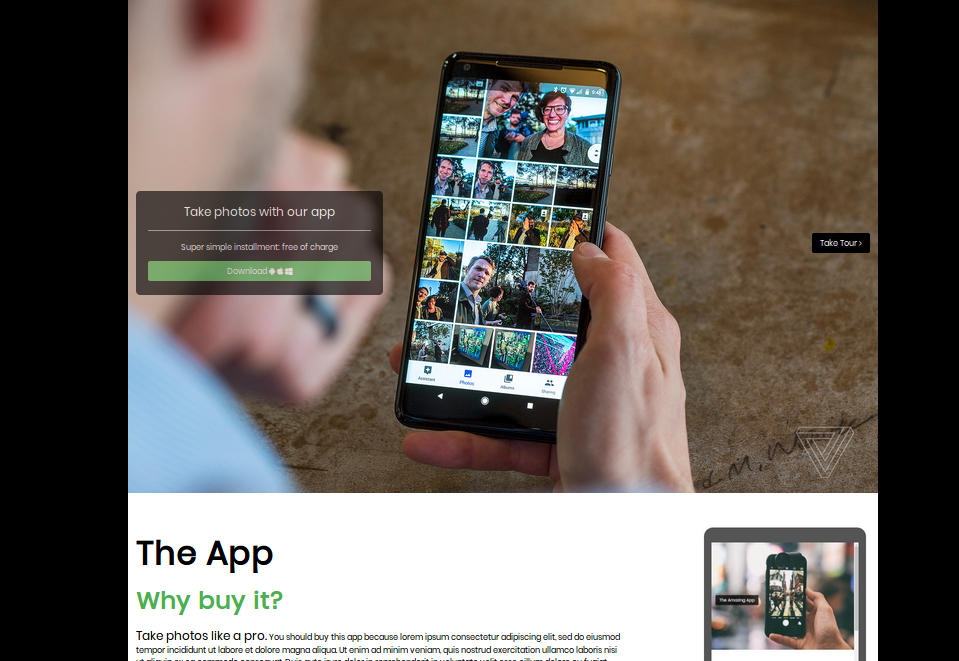 9:48
Take photos with our app
Super simple installment: free of charge
Download
Take Tour ›
Assistant
Photos
Albums
Sharing
The App
Why buy it?
The Amazing App
Take photos like a pro. You should buy this app because lorem ipsum consectetur adipiscing elit, sed do eiusmod
tempor incididunt ut labore et dolore magna aliqua. Ut enim ad minim veniam, quis nostrud exercitation ullamco laboris nisi